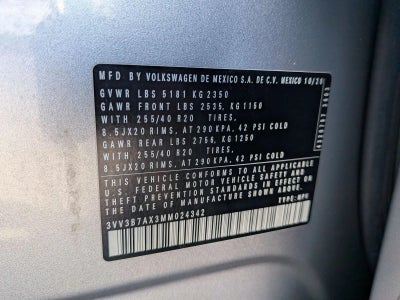 MFD. BY VOLKSWAGEN DE MEXICO S.A. DE C.V. MEXICO 10/20
GVWR LBS 5181 KG 2350
GAWR FRONT LBS 2535, KG 1150
WITH 255/40 R20 TIRES,
8.5JX20 RIMS, AT 290 KPA, 42 PSI COLD
GAWR REAR LBS 2756, KG 1250
WITH 255/40 R20 TIRES,
8.5JX20 RIMS, AT 290 KPA, 42 PSI COLD
THIS VEHICLE CONFORMS TO ALL APPLICABLE
U.S. FEDERAL MOTOR VEHICLE SAFETY AND
THEFT PREVENTION STANDARDS IN EFFECT ON
THE DATE OF MANUFACTURE SHOWN ABOVE.
3VV3B7AX3MM024342 TYPE: MPV